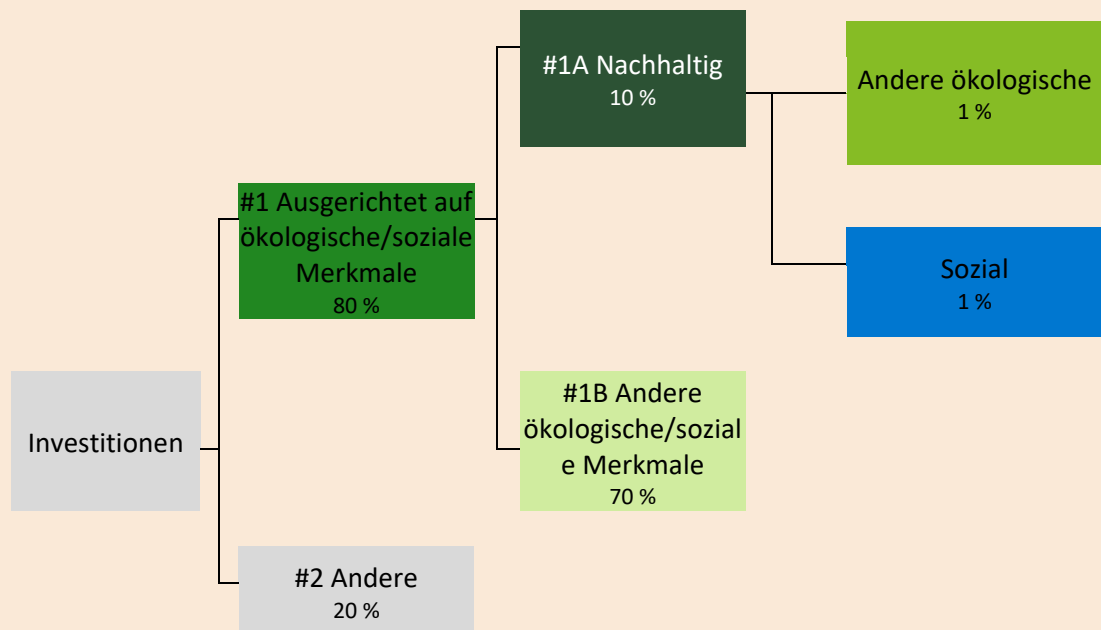 #1A Nachhaltig
10 %
Andere ökologische
1 %
#1 Ausgerichtet auf
ökologische/soziale
Merkmale
80 %
Sozial
1 %
Investitionen
#1B Andere
ökologische/sozial
e Merkmale
70 %
#2 Andere
20 %